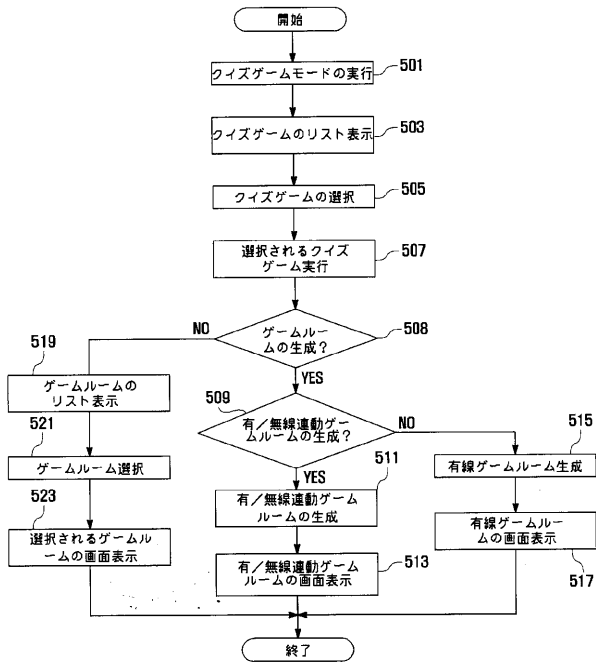 開始
クイズゲームモードの実行
501
クイズゲームのリスト表示
503
クイズゲームの選択
505
選択されるクイズ
ゲーム実行
507
ゲームルー
ムの生成?
508
NO
YES
519
ゲームルームの
リスト表示
521
ゲームルーム選択
523
選択されるゲームル
ームの画面表示
509
有/無線連動ゲー
ムルームの生成?
NO
YES
511
有/無線連動ゲーム
ルームの生成
有/無線連動ゲーム
ルームの画面表示
513
515
有線ゲームルーム生成
有線ゲームルー
ムの画面表示
517
終了